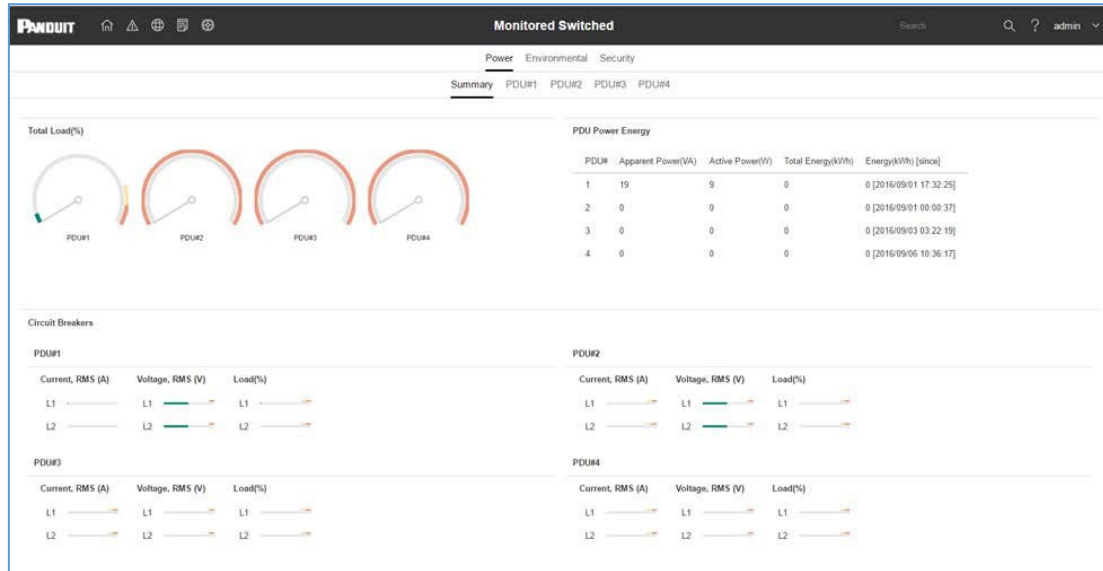 PANDUIT Monitored Switched Search ? admin
Power Environmental Security
Summary PDU#1 PDU#2 PDU#3 PDU#4
Total Load(%)
PDU#1 PDU#2 PDU#3 PDU#4
PDU Power Energy
PDU# Apparent Power(VA) Active Power(W) Total Energy(kWh) Energy(kWh) [since]
1 19 9 0 0 [2016/09/01 17:32:25]
2 0 0 0 0 [2016/09/01 00:00:37]
3 0 0 0 0 [2016/09/03 03:22:19]
4 0 0 0 0 [2016/09/06 10:36:17]
Circuit Breakers
PDU#1
Current, RMS (A) Voltage, RMS (V) Load(%)
L1 L1 L1
L2 L2 L2
PDU#2
Current, RMS (A) Voltage, RMS (V) Load(%)
L1 L1 L1
L2 L2 L2
PDU#3
Current, RMS (A) Voltage, RMS (V) Load(%)
L1 L1 L1
L2 L2 L2
PDU#4
Current, RMS (A) Voltage, RMS (V) Load(%)
L1 L1 L1
L2 L2 L2